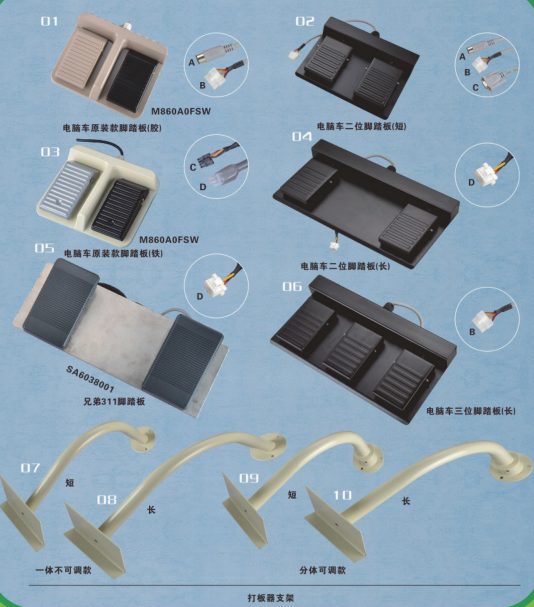 01
A
B
M860A0FSW
电脑车原装款脚踏板(胶)
02
A
B
C
电脑车二位脚踏板(短)
03
C
D
M860A0FSW
电脑车原装款脚踏板(铁)
04
D
电脑车二位脚踏板(长)
05
D
SA6038001
兄弟311脚踏板
06
B
电脑车三位脚踏板(长)
07
短
08
长
一体不可调款
09
短
10
长
分体可调款
打板器支架